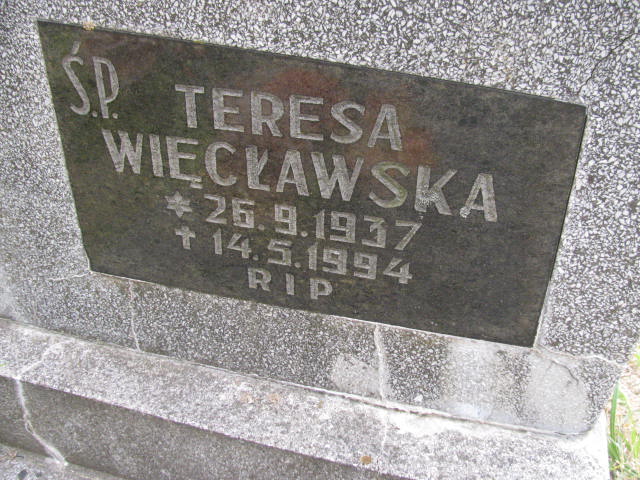 Ś.P.
TERESA
WIĘCŁAWSKA
* 26.9.1937
✝ 14.5.1994
RIP